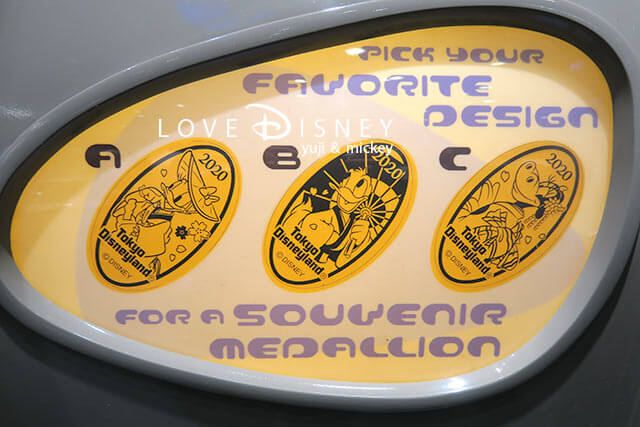 PICK YOUR
FAVORITE
DESIGN
LOVE DISNEY
yuji & mickey
A
B
C
2020
Tokyo
Disneyland
©DISNEY
2020
Tokyo
Disneyland®
©DISNEY
2020
Tokyo
Disneyland
©DISNEY
FOR A SOUVENIR
MEDALLION